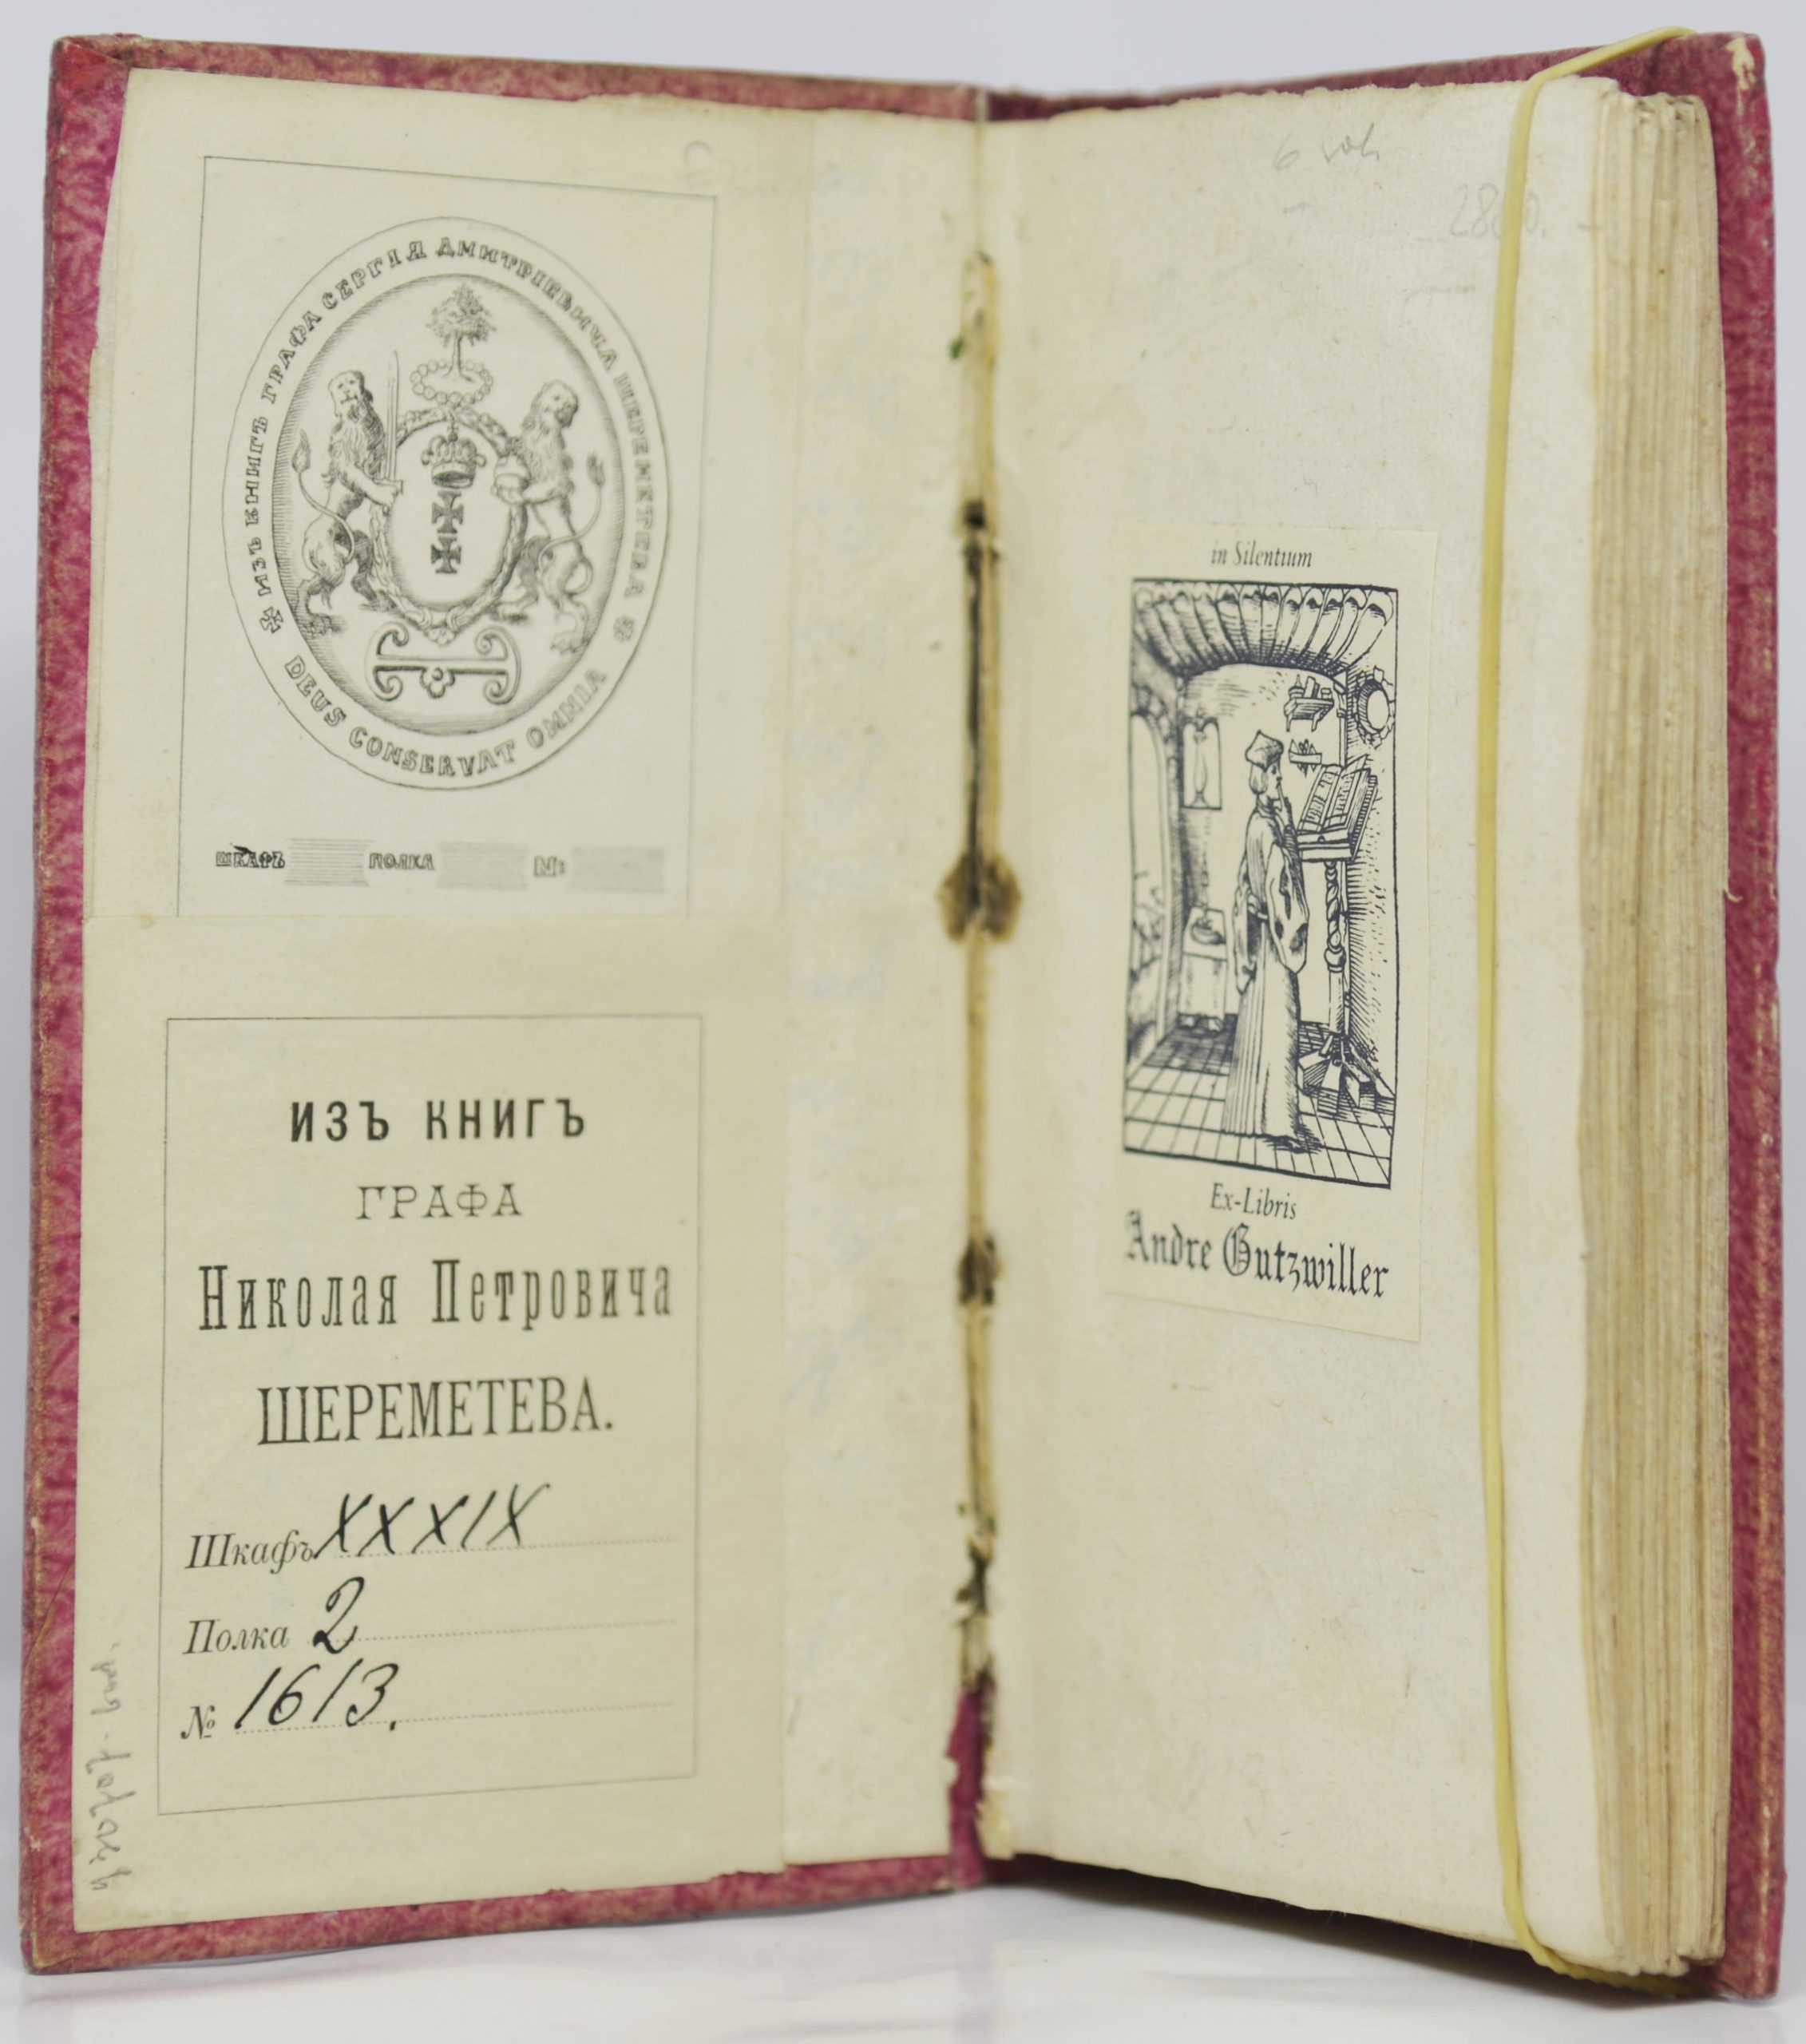 ИЗЪ КНИГЪ ГРАФА СЕРГІЯ ДМИТРІЕВИЧА ШЕРЕМЕТЕВА
DEUS CONSERVAT OMNIA
ШКАФЪ ПОЛКА №
ИЗЪ КНИГЪ
ГРАФА
Николая Петровича
ШЕРЕМЕТЕВА.
Шкафъ XXXIX
Полка 2
№ 1613.
in Silentium
Ex-Libris
Andre Gutzwiller